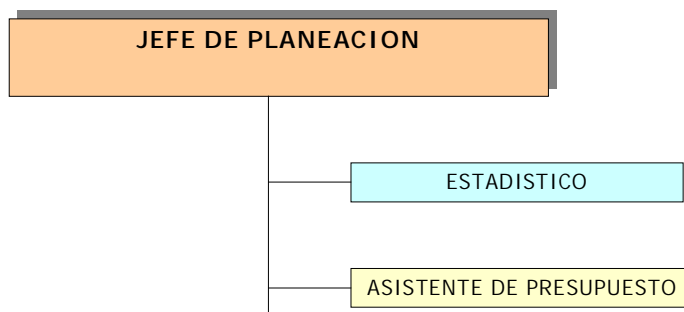 JEFE DE PLANEACION
ESTADISTICO
ASISTENTE DE PRESUPUESTO